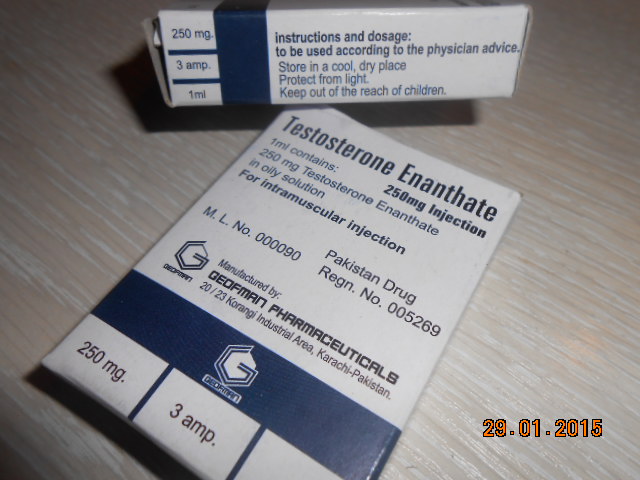 250 mg.
3 amp.
1ml
instructions and dosage:
to be used according to the physician advice.
Store in a cool, dry place
Protect from light.
Keep out of the reach of children.
Testosterone Enanthate
250mg Injection
1ml contains:
250 mg Testosterone Enanthate
in oily solution
For intramuscular injection
M. L. No. 000090
Pakistan Drug
Regn. No. 005269
GEOFMAN
Manufactured by:
GEOFMAN PHARMACEUTICALS
20 / 23 Korangi Industrial Area, Karachi-Pakistan.
GEOFMAN
250 mg.
3 amp.
29.01.2015